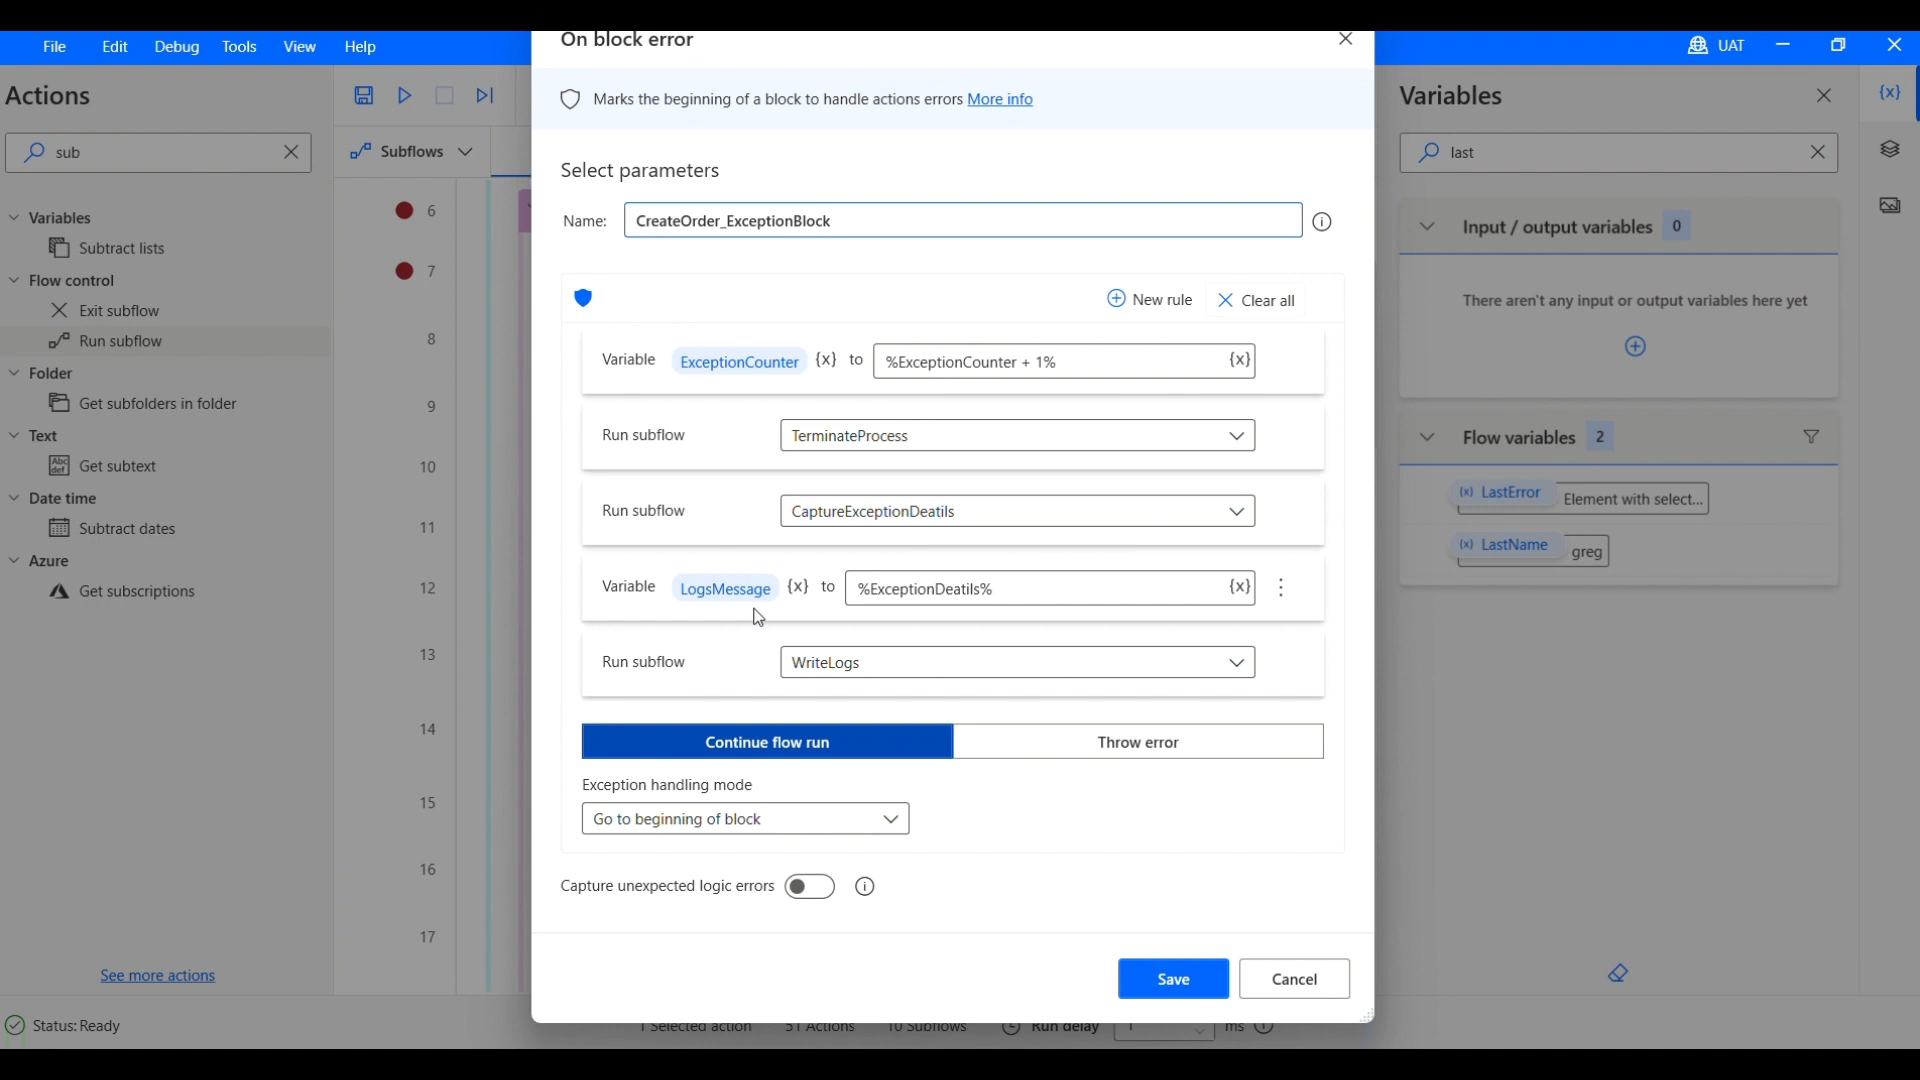 File Edit Debug Tools View Help
UAT
Actions
sub
Variables
Subtract lists
Flow control
Exit subflow
Run subflow
Folder
Get subfolders in folder
Text
Get subtext
Date time
Subtract dates
Azure
Get subscriptions
See more actions
Status: Ready
Subflows
6
7
8
9
10
11
12
13
14
15
16
17
On block error
Marks the beginning of a block to handle actions errors More info
Select parameters
Name: CreateOrder_ExceptionBlock
New rule Clear all
Variable ExceptionCounter {x} to %ExceptionCounter + 1% {x}
Run subflow TerminateProcess
Run subflow CaptureExceptionDeatils
Variable LogsMessage {x} to %ExceptionDeatils% {x}
Run subflow WriteLogs
Continue flow run Throw error
Exception handling mode
Go to beginning of block
Capture unexpected logic errors
Save Cancel
1 Selected action 51 Actions 10 Subflows Run delay 1 ms
Variables
{x}
last
Input / output variables 0
There aren't any input or output variables here yet
Flow variables 2
(x) LastError Element with select...
(x) LastName greg